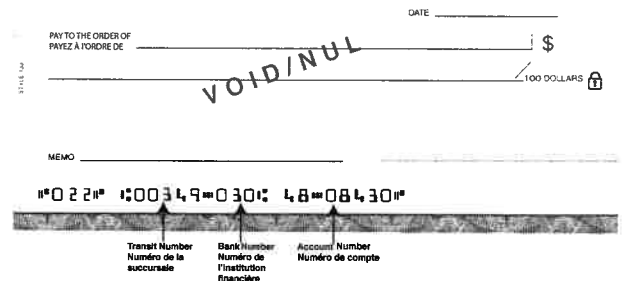 DATE
PAY TO THE ORDER OF
PAYEZ À L'ORDRE DE
$
VOID/NUL
100 DOLLARS
MEMO
⑈022⑈ ⑆00349⑉030⑆ 48⑉08430⑈
Transit Number
Numéro de la
succursale
Bank Number
Numéro de
l'institution
financière
Account Number
Numéro de compte